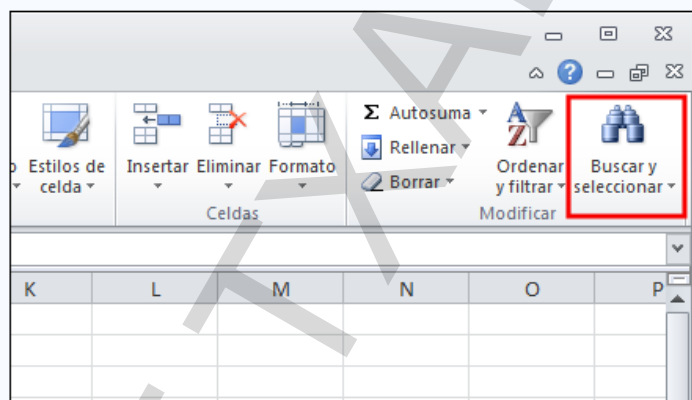 Σ Autosuma
Rellenar
Borrar
Estilos de
celda
Insertar
Eliminar
Formato
Ordenar
y filtrar
Buscar y
seleccionar
Celdas
Modificar
K L M N O P